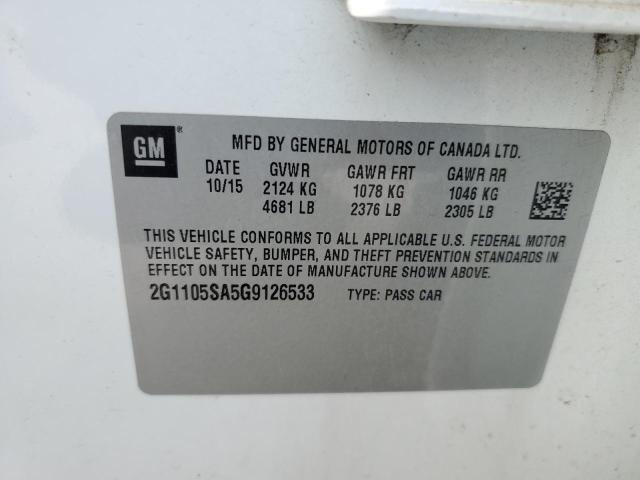 GM ®
MFD BY GENERAL MOTORS OF CANADA LTD.
DATE GVWR GAWR FRT GAWR RR
10/15 2124 KG 1078 KG 1046 KG
4681 LB 2376 LB 2305 LB
THIS VEHICLE CONFORMS TO ALL APPLICABLE U.S. FEDERAL MOTOR
VEHICLE SAFETY, BUMPER, AND THEFT PREVENTION STANDARDS IN
EFFECT ON THE DATE OF MANUFACTURE SHOWN ABOVE.
2G1105SA5G9126533 TYPE: PASS CAR